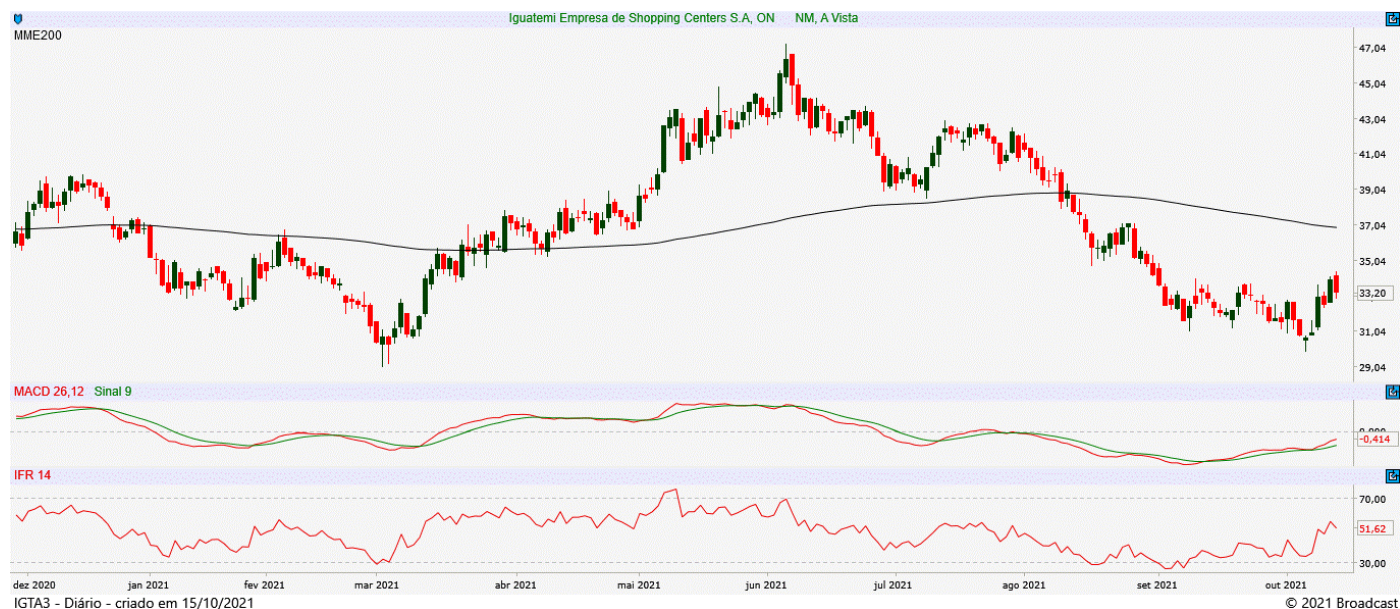 Iguatemi Empresa de Shopping Centers S.A, ON NM, A Vista
MME200
47,04
45,04
43,04
41,04
39,04
37,04
35,04
33,20
31,04
29,04
MACD 26,12 Sinal 9
-0,414
IFR 14
70,00
51,62
30,00
dez 2020 jan 2021 fev 2021 mar 2021 abr 2021 mai 2021 jun 2021 jul 2021 ago 2021 set 2021 out 2021
IGTA3 - Diário - criado em 15/10/2021 © 2021 Broadcast